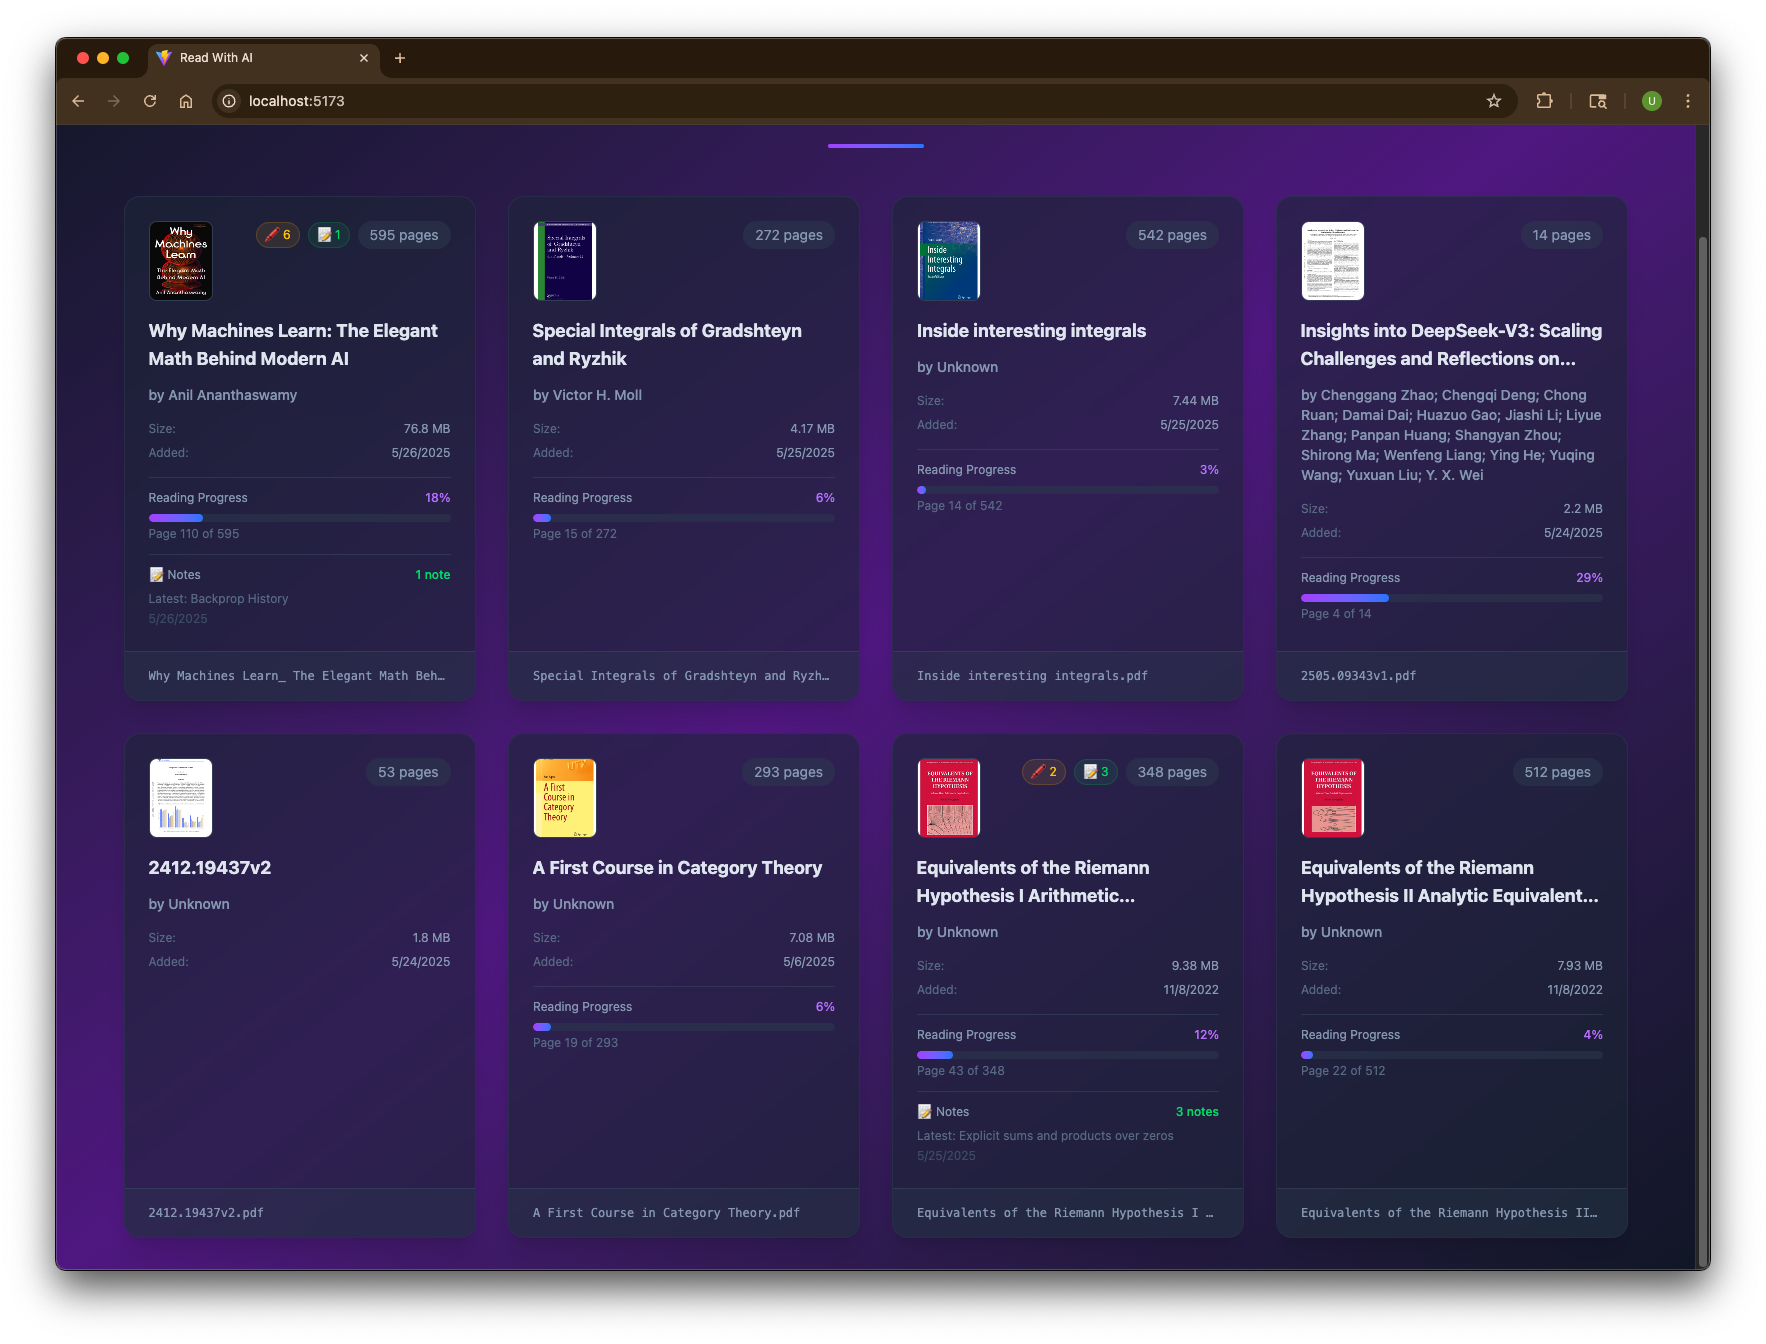 Read With AI
localhost:5173
U
Why
Machines
Learn
The Elegant Math
Behind Modern AI
Anil Ananthaswamy
6
1
595 pages
Why Machines Learn: The Elegant
Math Behind Modern AI
by Anil Ananthaswamy
Size: 76.8 MB
Added: 5/26/2025
Reading Progress 18%
Page 110 of 595
Notes 1 note
Latest: Backprop History
5/26/2025
Why Machines Learn_ The Elegant Math Beh…
Special Integrals
of Gradshteyn
and Ryzhik
272 pages
Special Integrals of Gradshteyn
and Ryzhik
by Victor H. Moll
Size: 4.17 MB
Added: 5/25/2025
Reading Progress 6%
Page 15 of 272
Special Integrals of Gradshteyn and Ryzh…
Inside
Interesting
Integrals
542 pages
Inside interesting integrals
by Unknown
Size: 7.44 MB
Added: 5/25/2025
Reading Progress 3%
Page 14 of 542
Inside interesting integrals.pdf
14 pages
Insights into DeepSeek-V3: Scaling
Challenges and Reflections on...
by Chenggang Zhao; Chengqi Deng; Chong
Ruan; Damai Dai; Huazuo Gao; Jiashi Li; Liyue
Zhang; Panpan Huang; Shangyan Zhou;
Shirong Ma; Wenfeng Liang; Ying He; Yuqing
Wang; Yuxuan Liu; Y. X. Wei
Size: 2.2 MB
Added: 5/24/2025
Reading Progress 29%
Page 4 of 14
2505.09343v1.pdf
53 pages
2412.19437v2
by Unknown
Size: 1.8 MB
Added: 5/24/2025
2412.19437v2.pdf
A First
Course in
Category
Theory
293 pages
A First Course in Category Theory
by Unknown
Size: 7.08 MB
Added: 5/6/2025
Reading Progress 6%
Page 19 of 293
A First Course in Category Theory.pdf
EQUIVALENTS OF
THE RIEMANN
HYPOTHESIS
2
3
348 pages
Equivalents of the Riemann
Hypothesis I Arithmetic...
by Unknown
Size: 9.38 MB
Added: 11/8/2022
Reading Progress 12%
Page 43 of 348
Notes 3 notes
Latest: Explicit sums and products over zeros
5/25/2025
Equivalents of the Riemann Hypothesis I …
EQUIVALENTS OF
THE RIEMANN
HYPOTHESIS
512 pages
Equivalents of the Riemann
Hypothesis II Analytic Equivalent...
by Unknown
Size: 7.93 MB
Added: 11/8/2022
Reading Progress 4%
Page 22 of 512
Equivalents of the Riemann Hypothesis II…